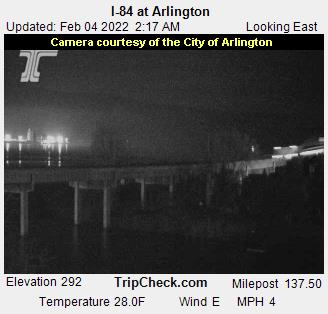 I-84 at Arlington
Updated: Feb 04 2022 2:17 AM Looking East
Camera courtesy of the City of Arlington
Elevation 292 TripCheck.com Milepost 137.50
Temperature 28.0F Wind E MPH 4